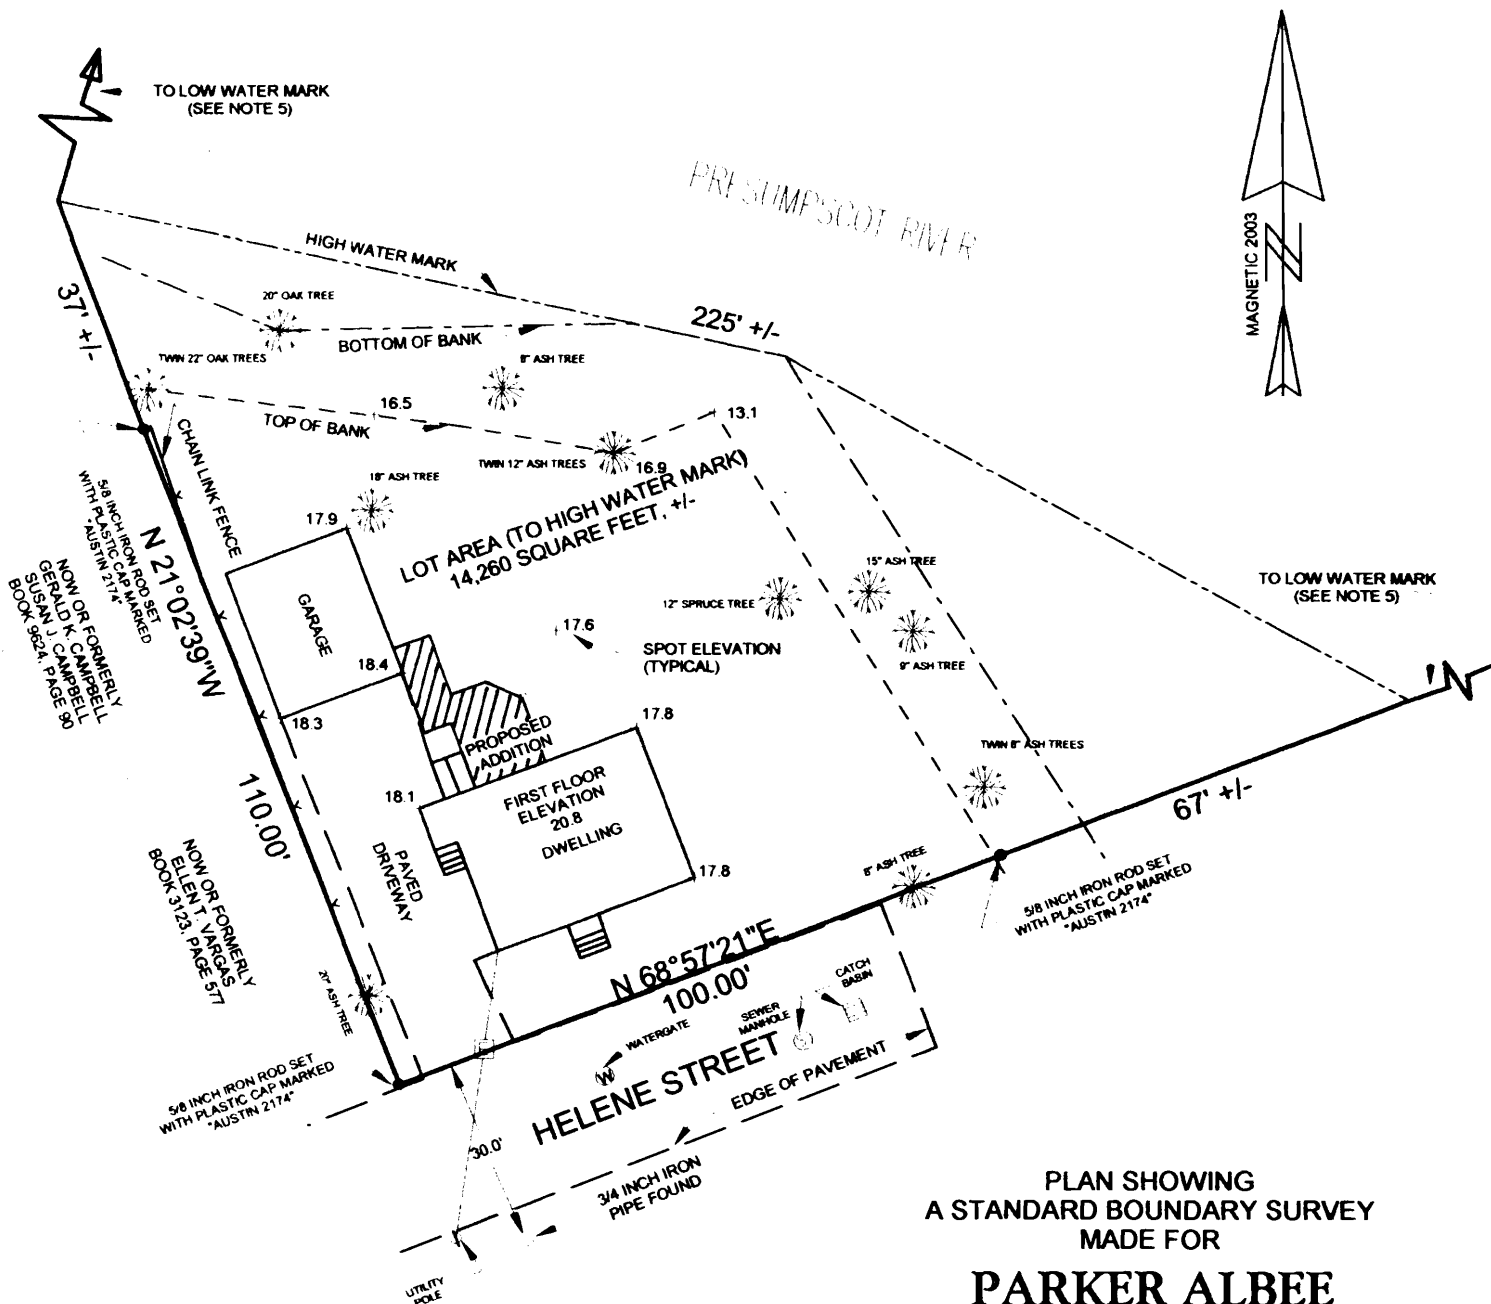 TO LOW WATER MARK
(SEE NOTE 5)
PRESUMPSCOT RIVER
MAGNETIC 2003
N
HIGH WATER MARK
37' +/-
20" OAK TREE
225' +/-
BOTTOM OF BANK
TWIN 22" OAK TREES
8" ASH TREE
16.5
13.1
TOP OF BANK
CHAIN LINK FENCE
TWIN 12" ASH TREES
16.9
18" ASH TREE
5/8 INCH IRON ROD SET
WITH PLASTIC CAP MARKED
"AUSTIN 2174"
17.9
LOT AREA (TO HIGH WATER MARK)
14,260 SQUARE FEET, +/-
N 21°02'39"W
NOW OR FORMERLY
GERALD K. CAMPBELL
SUSAN J. CAMPBELL
BOOK 9624, PAGE 90
GARAGE
15" ASH TREE
12" SPRUCE TREE
TO LOW WATER MARK
(SEE NOTE 5)
17.6
SPOT ELEVATION
(TYPICAL)
9" ASH TREE
18.4
18.3
17.8
PROPOSED
ADDITION
TWIN 8" ASH TREES
110.00'
18.1
FIRST FLOOR
ELEVATION
20.8
DWELLING
67' +/-
PAVED
DRIVEWAY
17.8
8" ASH TREE
5/8 INCH IRON ROD SET
WITH PLASTIC CAP MARKED
"AUSTIN 2174"
NOW OR FORMERLY
ELLEN T. VARGAS
BOOK 3123, PAGE 577
20" ASH TREE
N 68°57'21"E
100.00'
CATCH
BASIN
SEWER
MANHOLE
WATERGATE
W
S
HELENE STREET
EDGE OF PAVEMENT
5/8 INCH IRON ROD SET
WITH PLASTIC CAP MARKED
"AUSTIN 2174"
30.0'
3/4 INCH IRON
PIPE FOUND
UTILITY
POLE
PLAN SHOWING
A STANDARD BOUNDARY SURVEY
MADE FOR
PARKER ALBEE